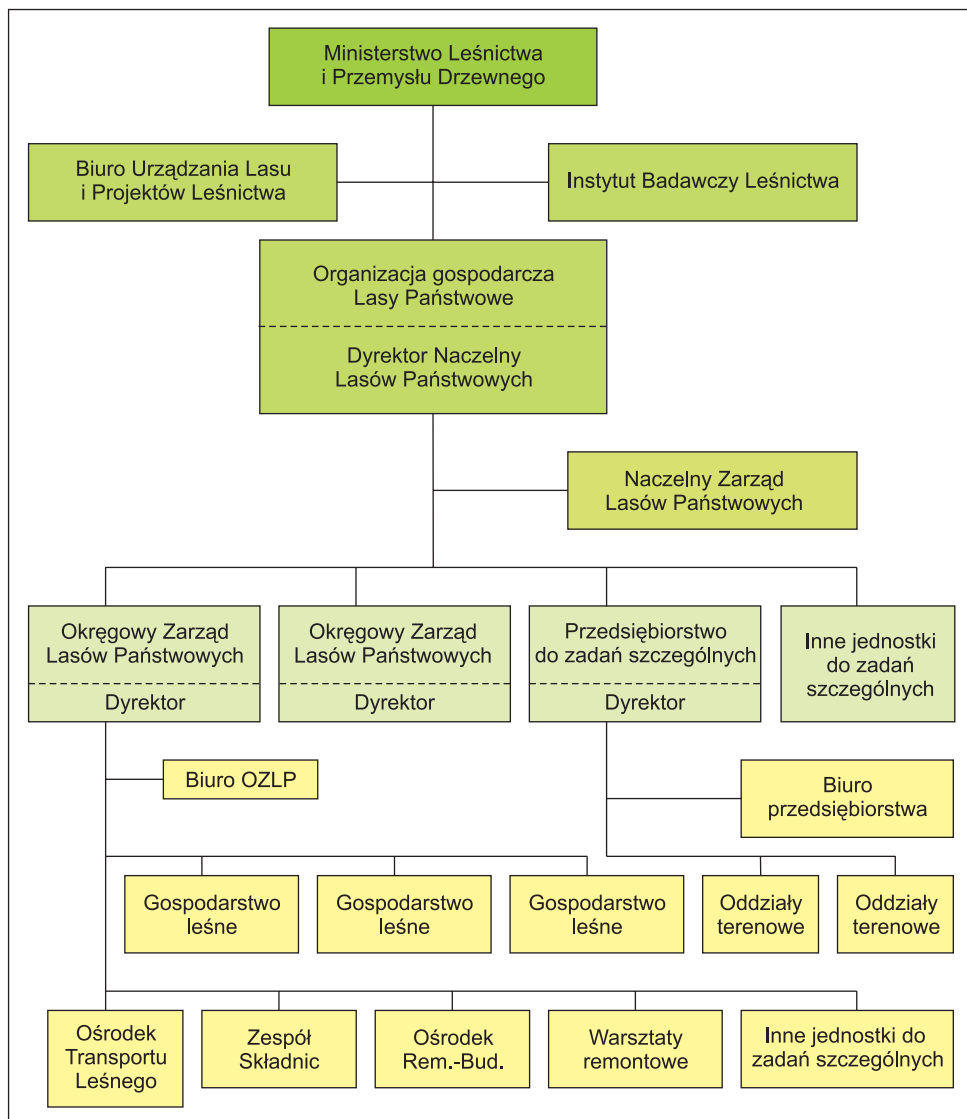 Ministerstwo Leśnictwa
i Przemysłu Drzewnego
Biuro Urządzania Lasu
i Projektów Leśnictwa
Instytut Badawczy Leśnictwa
Organizacja gospodarcza
Lasy Państwowe
Dyrektor Naczelny
Lasów Państwowych
Naczelny Zarząd
Lasów Państwowych
Okręgowy Zarząd
Lasów Państwowych
Dyrektor
Okręgowy Zarząd
Lasów Państwowych
Dyrektor
Przedsiębiorstwo
do zadań szczególnych
Dyrektor
Inne jednostki
do zadań
szczególnych
Biuro OZLP
Biuro
przedsiębiorstwa
Gospodarstwo
leśne
Gospodarstwo
leśne
Gospodarstwo
leśne
Oddziały
terenowe
Oddziały
terenowe
Ośrodek
Transportu
Leśnego
Zespół
Składnic
Ośrodek
Rem.-Bud.
Warsztaty
remontowe
Inne jednostki do
zadań szczególnych